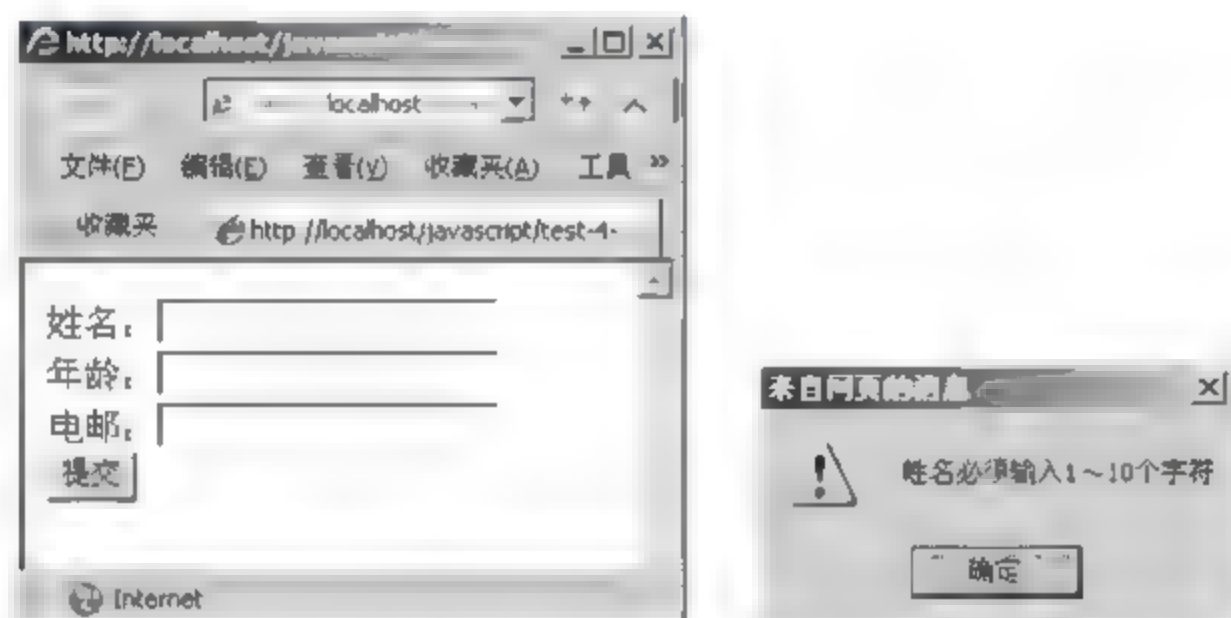 http://localhost/
localhost
文件(F) 编辑(E) 查看(V) 收藏夹(A) 工具 »
收藏夹 http://localhost/javascript/test-4-
姓名:
年龄:
电邮:
提交
Internet
来自网页的消息
姓名必须输入1~10个字符
确定